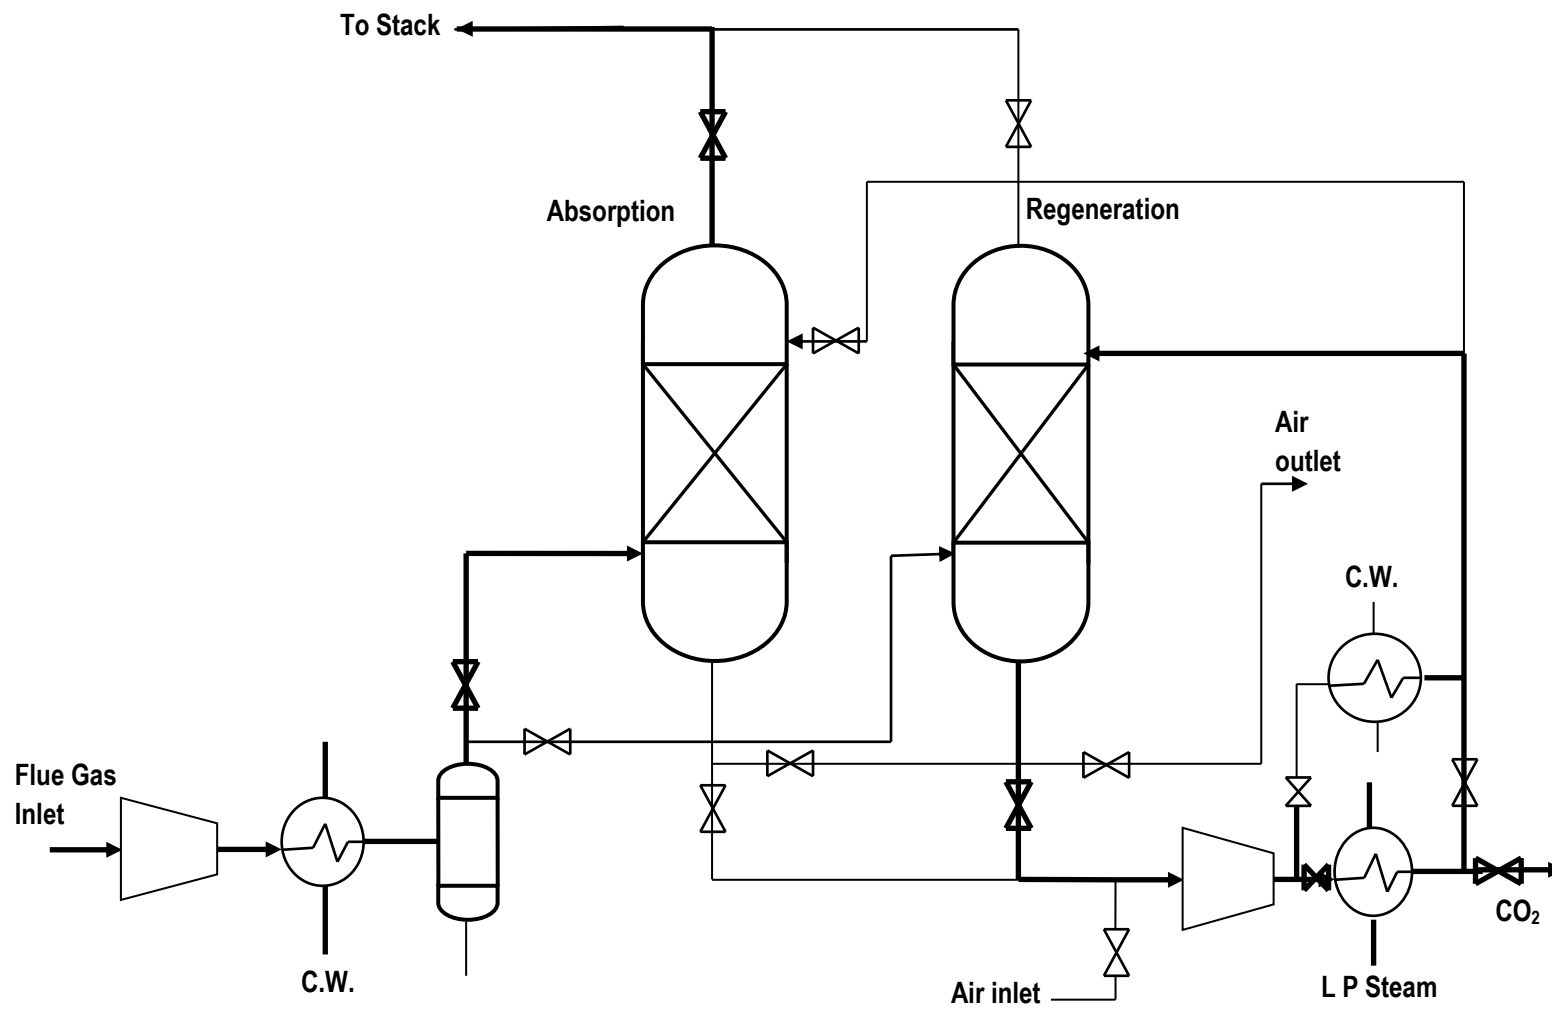 To Stack
Absorption
Regeneration
Air
outlet
C.W.
Flue Gas
Inlet
C.W.
CO₂
L P Steam
Air inlet